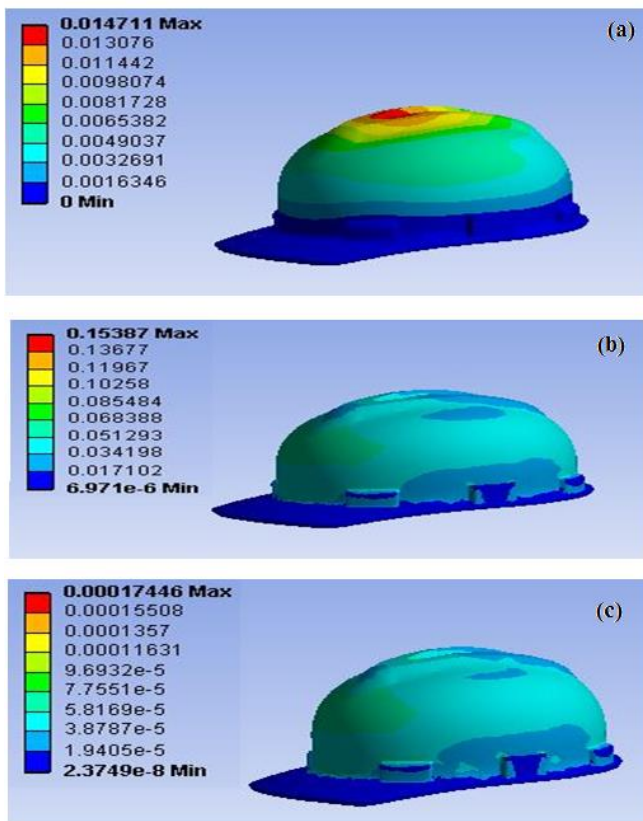 0.014711 Max
(a)
0.013076
0.011442
0.0098074
0.0081728
0.0065382
0.0049037
0.0032691
0.0016346
0 Min
0.15387 Max
(b)
0.13677
0.11967
0.10258
0.085484
0.068388
0.051293
0.034198
0.017102
6.971e-6 Min
0.00017446 Max
(c)
0.00015508
0.0001357
0.00011631
9.6932e-5
7.7551e-5
5.8169e-5
3.8787e-5
1.9405e-5
2.3749e-8 Min